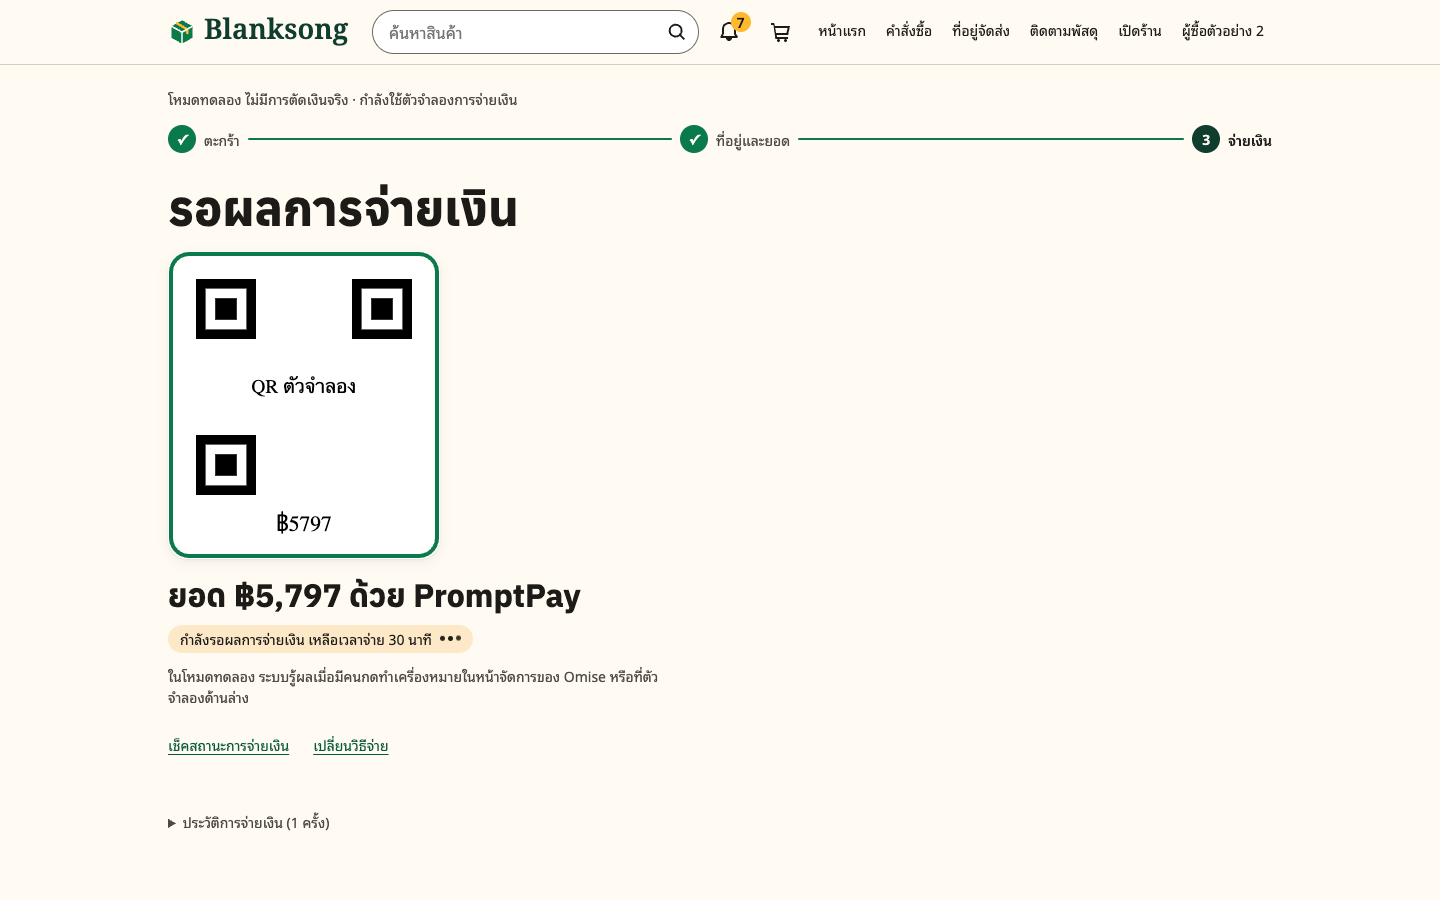 Blanksong
ค้นหาสินค้า
7
หน้าแรก
คำสั่งซื้อ
ที่อยู่จัดส่ง
ติดตามพัสดุ
เปิดร้าน
ผู้ซื้อตัวอย่าง 2
โหมดทดลอง ไม่มีการตัดเงินจริง · กำลังใช้ตัวจำลองการจ่ายเงิน
✓ ตะกร้า
✓ ที่อยู่และยอด
3 จ่ายเงิน
รอผลการจ่ายเงิน
QR ตัวจำลอง
฿5797
ยอด ฿5,797 ด้วย PromptPay
กำลังรอผลการจ่ายเงิน เหลือเวลาจ่าย 30 นาที
ในโหมดทดลอง ระบบรู้ผลเมื่อมีคนกดทำเครื่องหมายในหน้าจัดการของ Omise หรือที่ตัว
จำลองด้านล่าง
เช็คสถานะการจ่ายเงิน
เปลี่ยนวิธีจ่าย
ประวัติการจ่ายเงิน (1 ครั้ง)